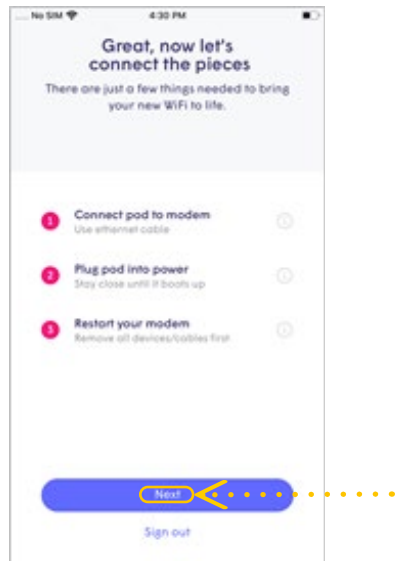 No SIM 4:30 PM
Great, now let's
connect the pieces
There are just a few things needed to bring
your new WiFi to life.
1 Connect pod to modem
Use ethernet cable
2 Plug pod into power
Stay close until it boots up
3 Restart your modem
Remove all devices/cables first
Next
Sign out